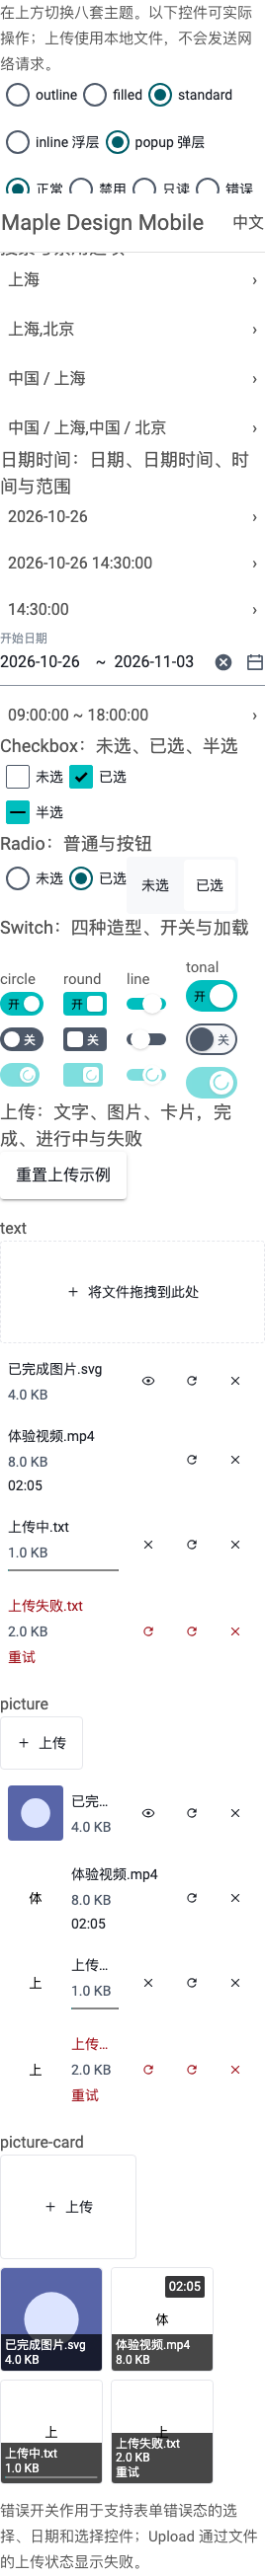 在上方切换八套主题。以下控件可实际
操作；上传使用本地文件，不会发送网
络请求。
outline filled standard
inline 浮层 popup 弹层
正常 禁用 只读 错误
Maple Design Mobile 中文
上海
上海,北京
中国 / 上海
中国 / 上海,中国 / 北京
日期时间：日期、日期时间、时
间与范围
2026-10-26
2026-10-26 14:30:00
14:30:00
开始日期
2026-10-26 ~ 2026-11-03
09:00:00 ~ 18:00:00
Checkbox：未选、已选、半选
未选 已选
半选
Radio：普通与按钮
未选 已选 未选 已选
Switch：四种造型、开关与加载
circle round line tonal
开 开 开
关 关 关
上传：文字、图片、卡片，完
成、进行中与失败
重置上传示例
text
+ 将文件拖拽到此处
已完成图片.svg
4.0 KB
体验视频.mp4
8.0 KB
02:05
上传中.txt
1.0 KB
上传失败.txt
2.0 KB
重试
picture
+ 上传
已完...
4.0 KB
体验视频.mp4
体 8.0 KB
02:05
上传...
上 1.0 KB
上传...
上 2.0 KB
重试
picture-card
+ 上传
02:05
体
已完成图片.svg
4.0 KB
体验视频.mp4
8.0 KB
上
上传中.txt
1.0 KB
上
上传失败.txt
2.0 KB
重试
错误开关作用于支持表单错误态的选
择、日期和选择控件；Upload 通过文件
的上传状态显示失败。